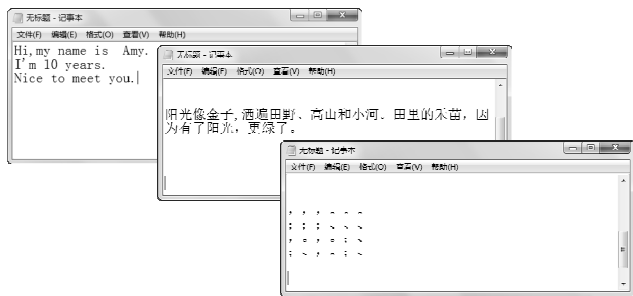 无标题 - 记事本
文件(F) 编辑(E) 格式(O) 查看(V) 帮助(H)
Hi,my name is  Amy.
I'm 10 years.
Nice to meet you.
无标题 - 记事本
文件(F) 编辑(E) 格式(O) 查看(V) 帮助(H)
阳光像金子,洒遍田野、高山和小河。田里的禾苗，因
为有了阳光，更绿了。
无标题 - 记事本
文件(F) 编辑(E) 格式(O) 查看(V) 帮助(H)